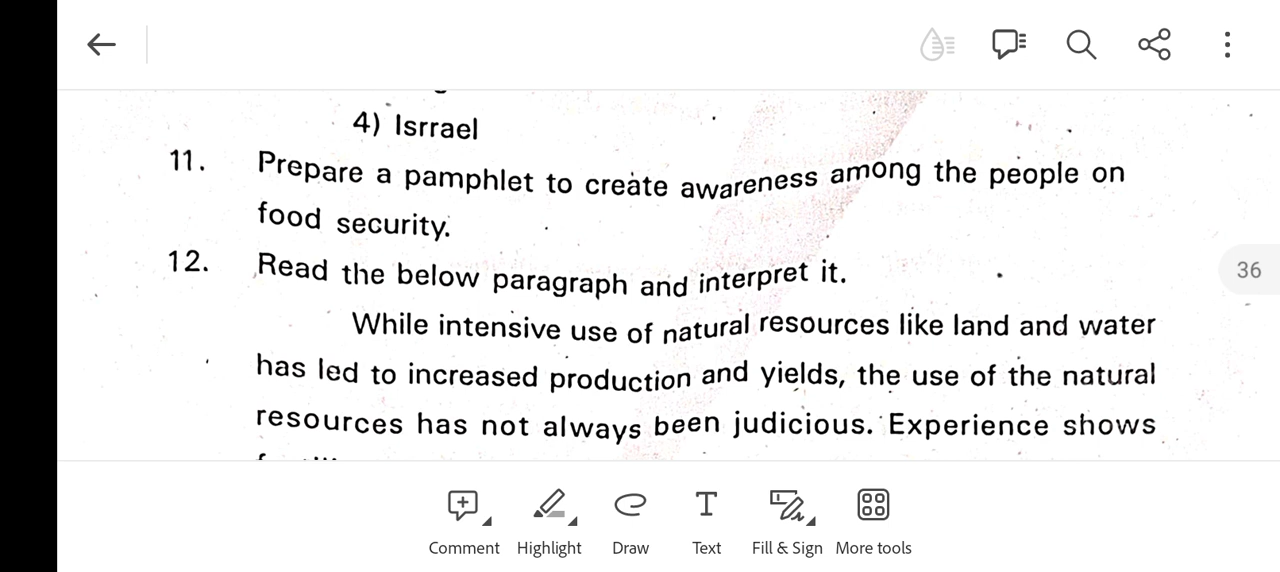 4) Isrrael
11. Prepare a pamphlet to create awareness among the people on
food security.
12. Read the below paragraph and interpret it.
While intensive use of natural resources like land and water
has led to increased production and yields, the use of the natural
resources has not always been judicious. Experience shows
36
Comment Highlight Draw Text Fill & Sign More tools